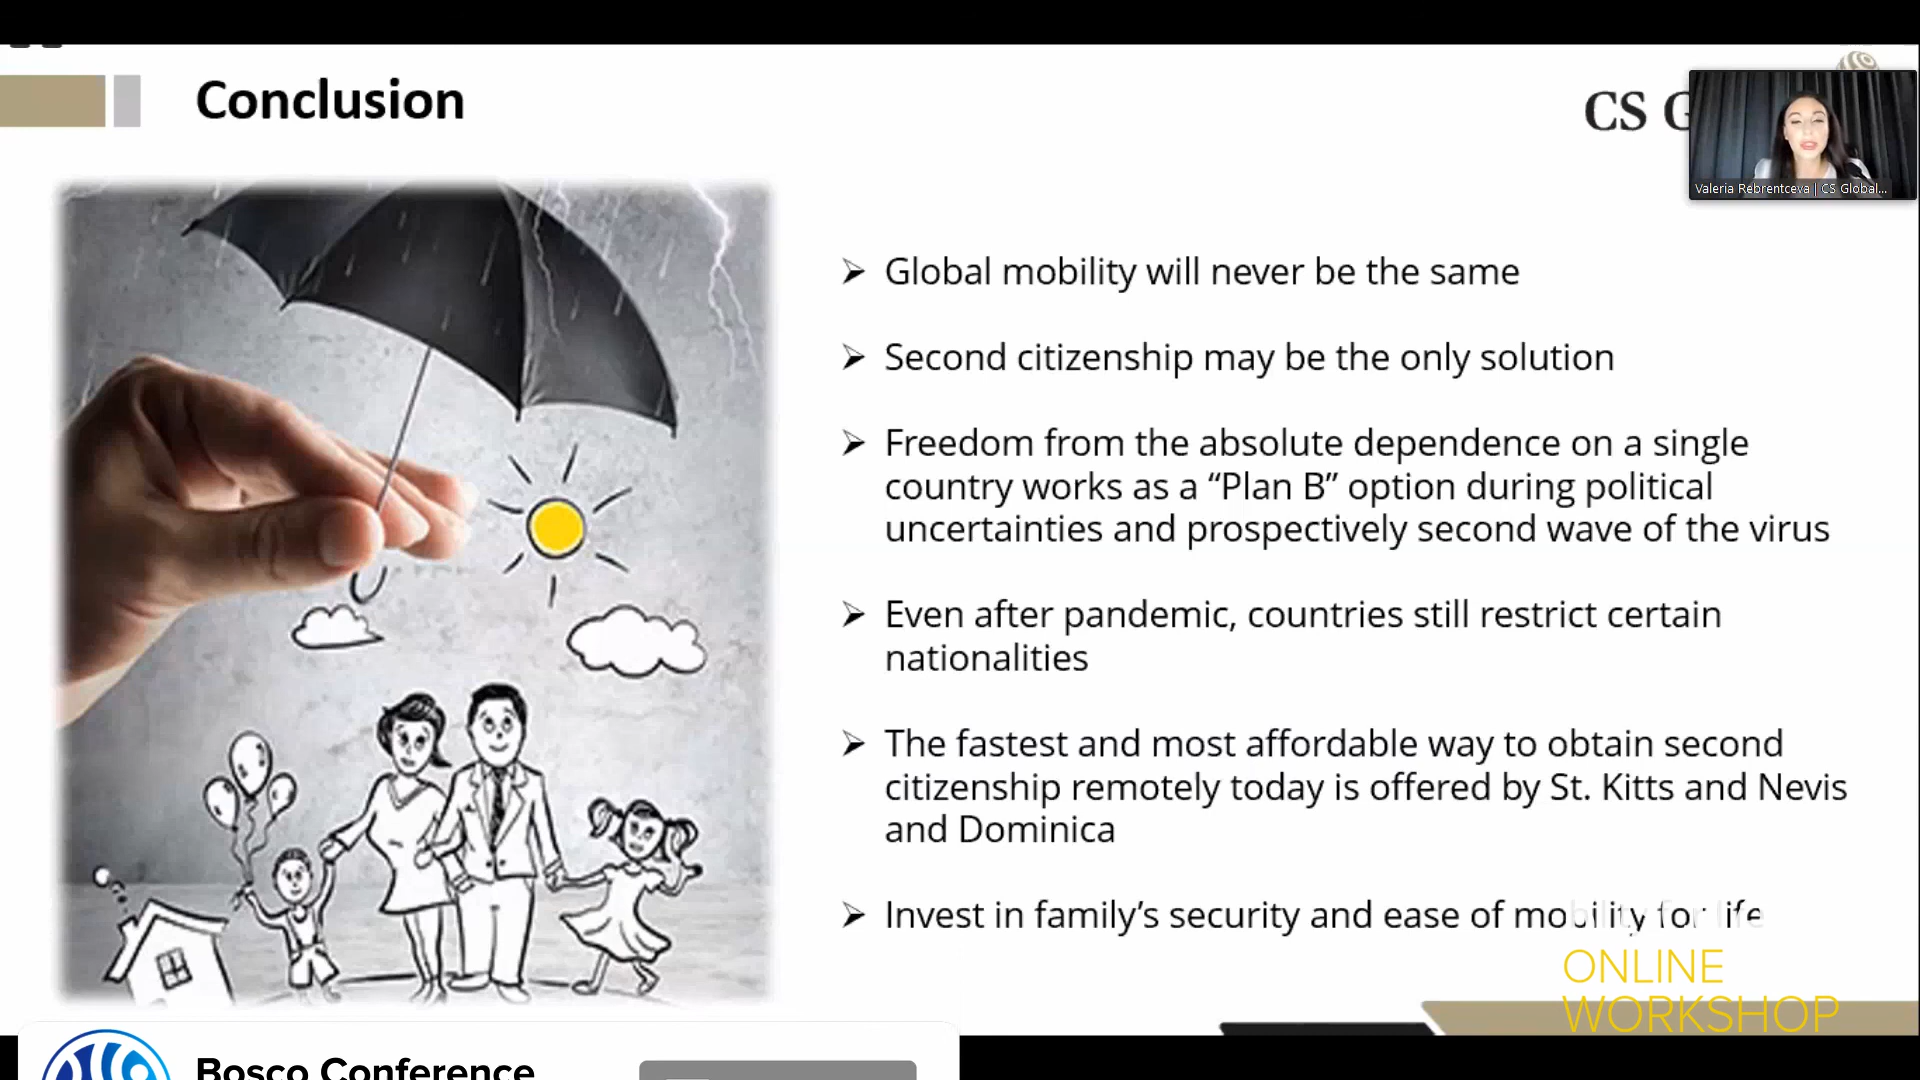 Conclusion
CS G
Valeria Rebrentceva | CS Global...
➢ Global mobility will never be the same
➢ Second citizenship may be the only solution
➢ Freedom from the absolute dependence on a single
country works as a “Plan B” option during political
uncertainties and prospectively second wave of the virus
➢ Even after pandemic, countries still restrict certain
nationalities
➢ The fastest and most affordable way to obtain second
citizenship remotely today is offered by St. Kitts and Nevis
and Dominica
➢ Invest in family’s security and ease of mobility for life
ONLINE
WORKSHOP
Bosco Conference